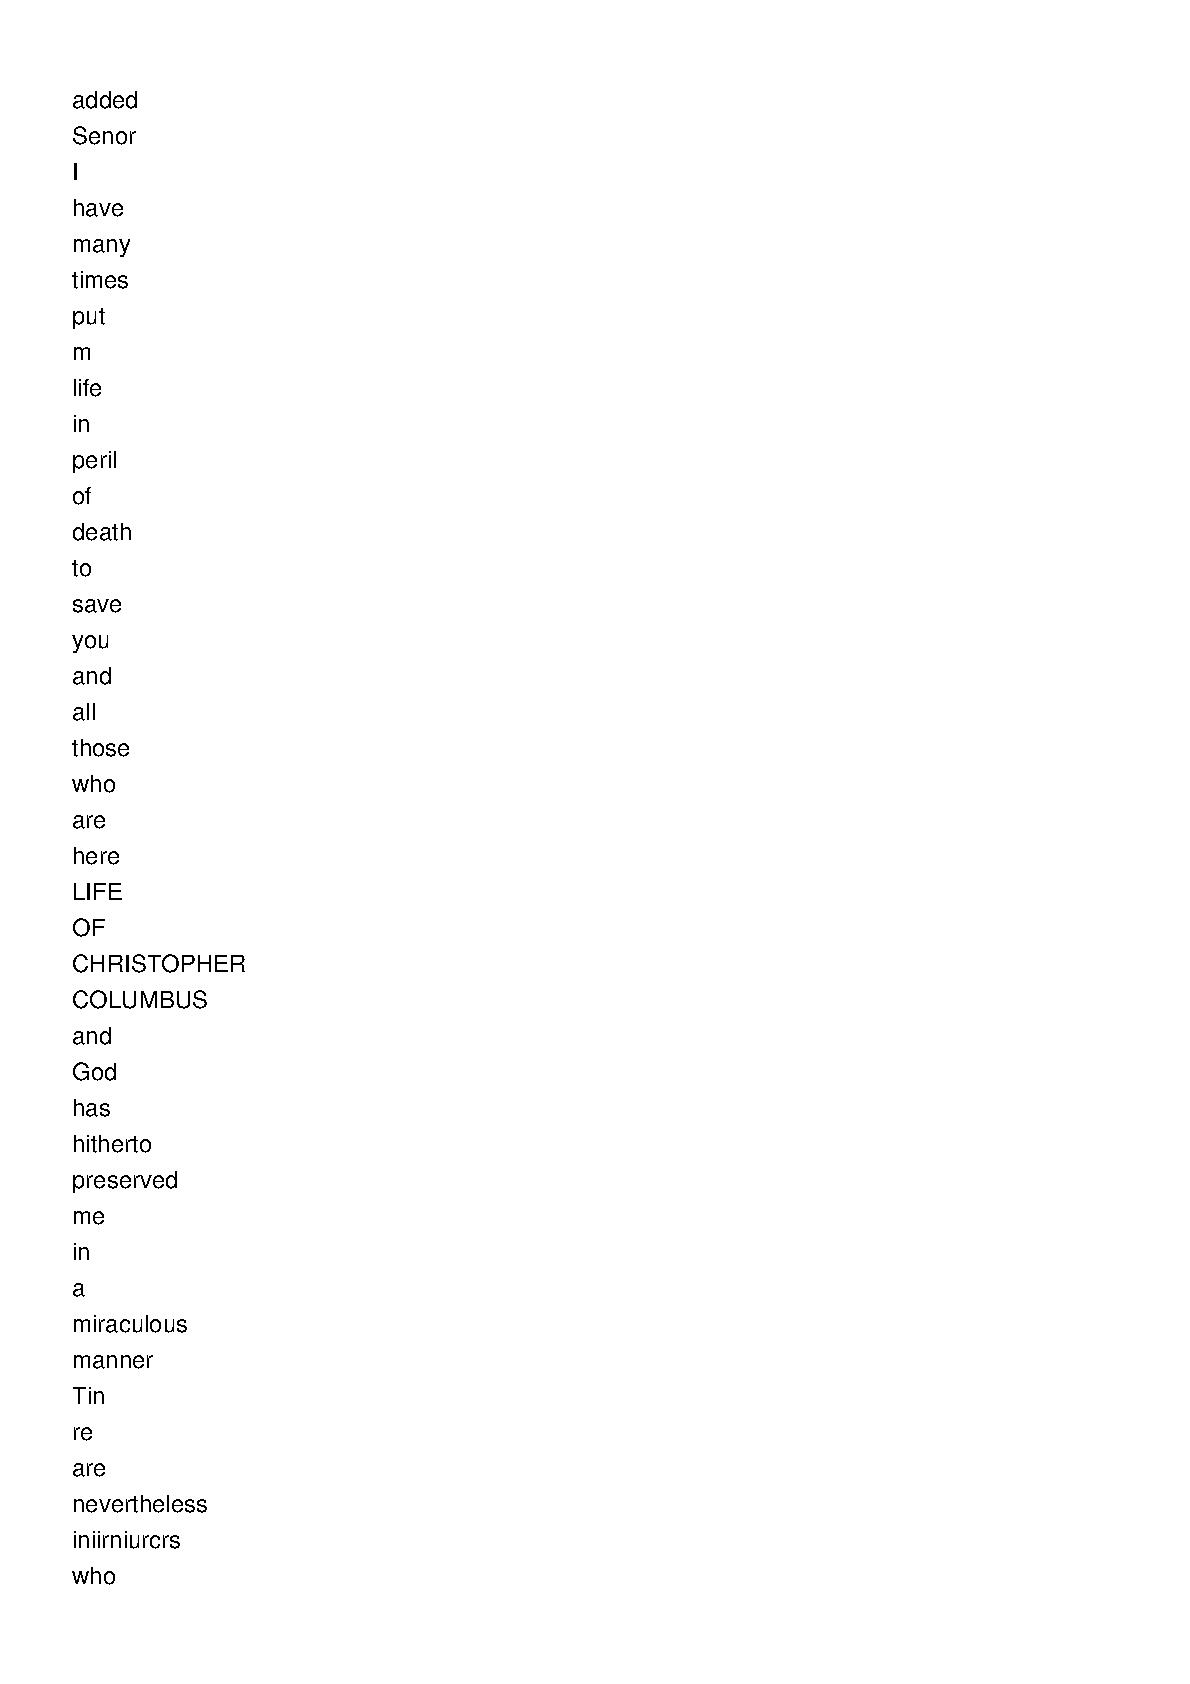 added
Senor
I
have
many
times
put
m
life
in
peril
of
death
to
save
you
and
all
those
who
are
here
LIFE
OF
CHRISTOPHER
COLUMBUS
and
God
has
hitherto
preserved
me
in
a
miraculous
manner
Tin
re
are
nevertheless
iniirniurcrs
who